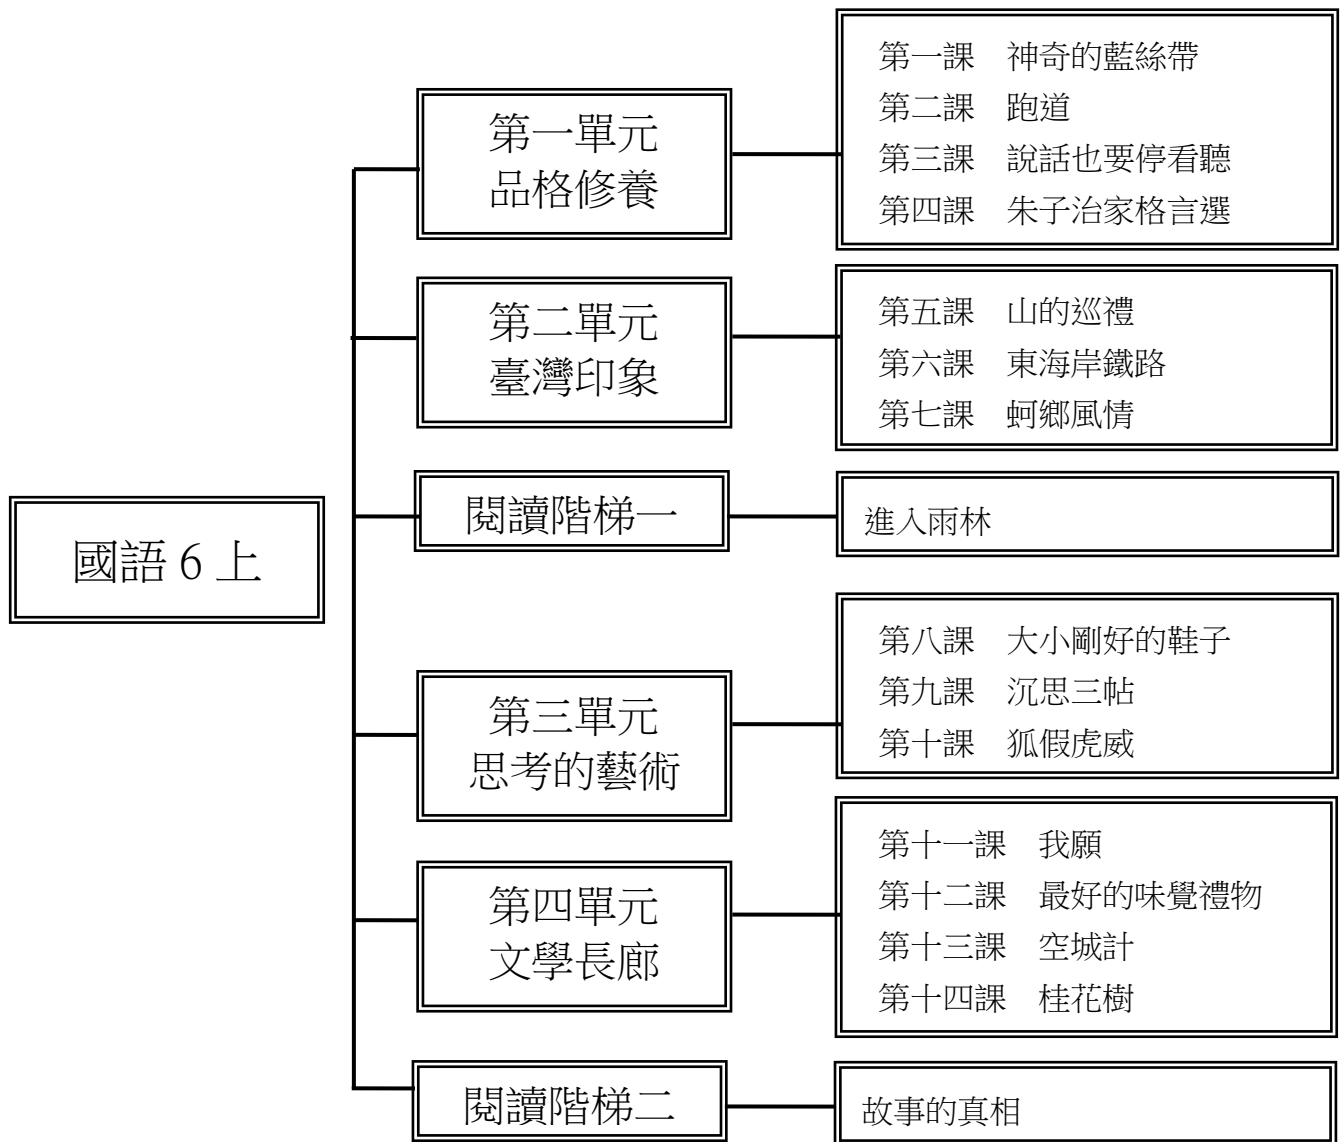 國語 6 上
第一單元
品格修養
第一課　神奇的藍絲帶
第二課　跑道
第三課　說話也要停看聽
第四課　朱子治家格言選
第二單元
臺灣印象
第五課　山的巡禮
第六課　東海岸鐵路
第七課　蚵鄉風情
閱讀階梯一
進入雨林
第三單元
思考的藝術
第八課　大小剛好的鞋子
第九課　沉思三帖
第十課　狐假虎威
第四單元
文學長廊
第十一課　我願
第十二課　最好的味覺禮物
第十三課　空城計
第十四課　桂花樹
閱讀階梯二
故事的真相